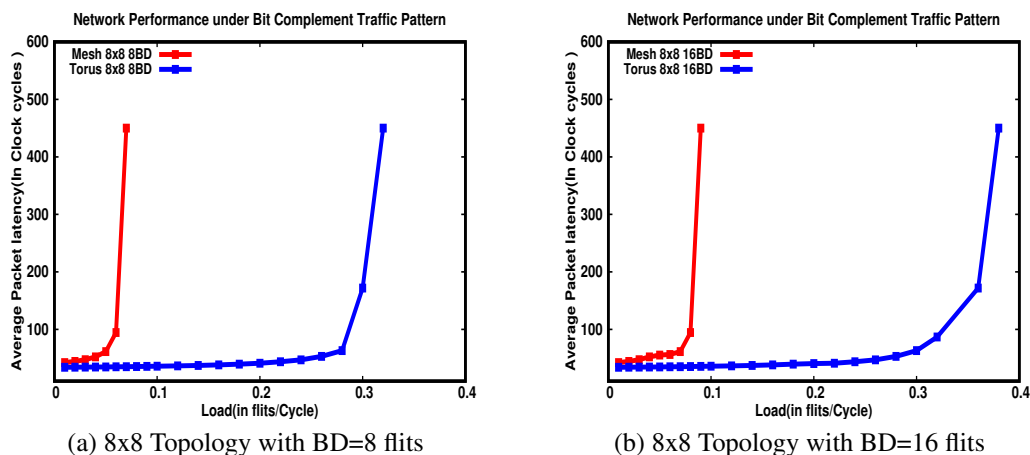 Network Performance under Bit Complement Traffic Pattern
Average Packet latency(In Clock cycles )
600
500
400
300
200
100
Mesh 8x8 8BD
Torus 8x8 8BD
0 0.1 0.2 0.3 0.4
Load(in flits/Cycle)
(a) 8x8 Topology with BD=8 flits
Network Performance under Bit Complement Traffic Pattern
Average Packet latency(In Clock cycles )
600
500
400
300
200
100
Mesh 8x8 16BD
Torus 8x8 16BD
0 0.1 0.2 0.3 0.4
Load(in flits/Cycle)
(b) 8x8 Topology with BD=16 flits